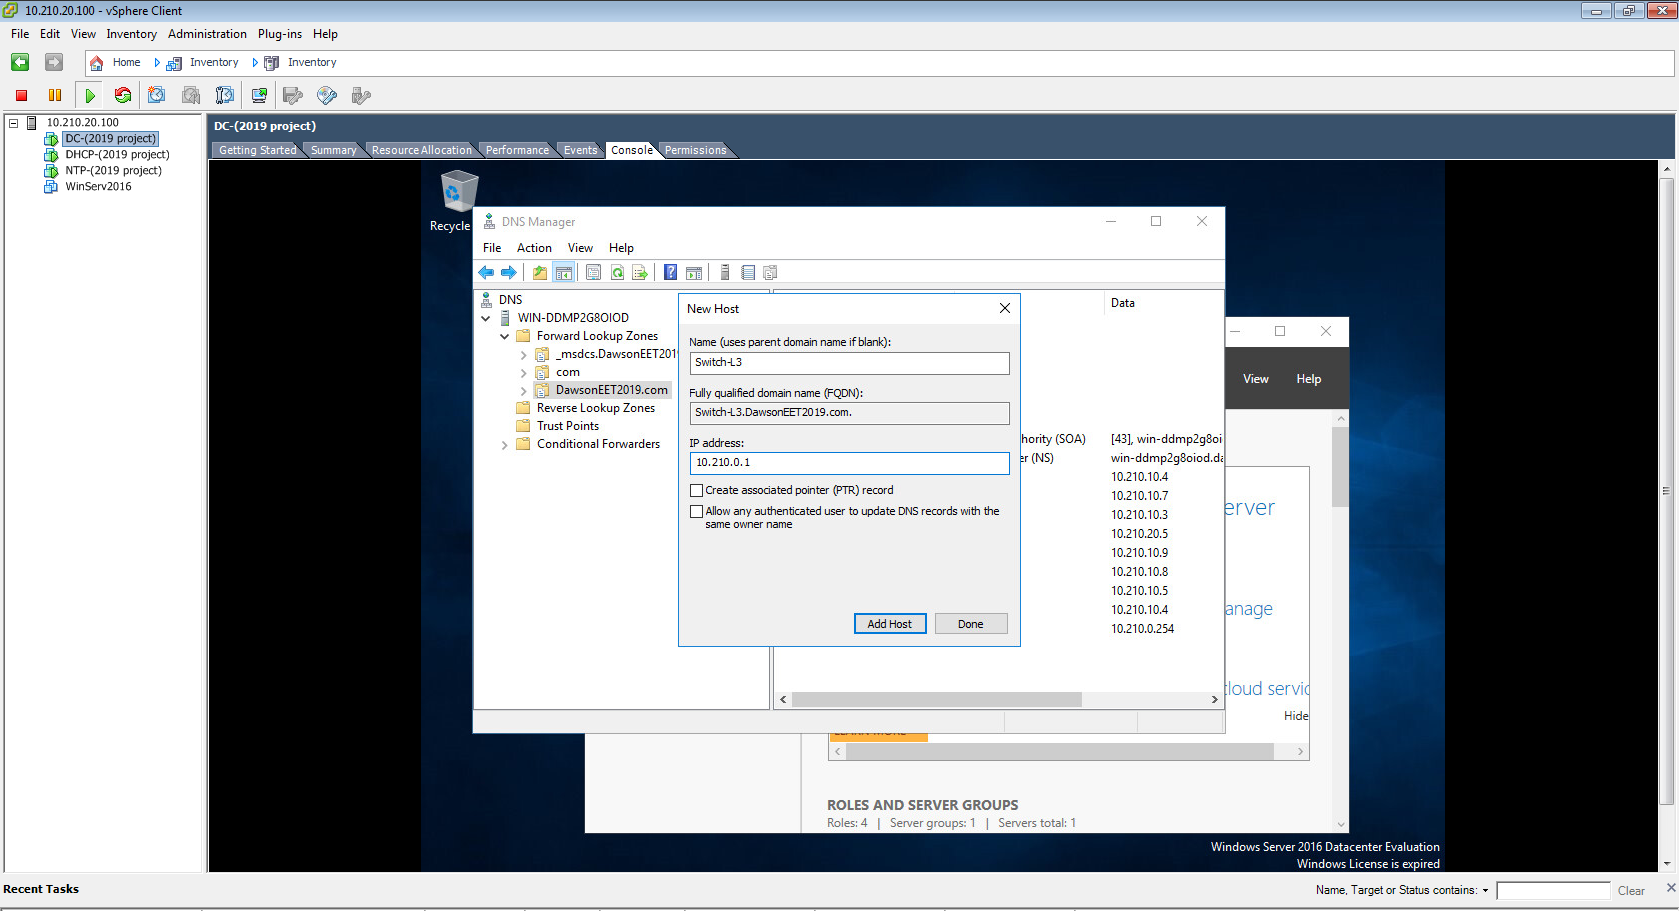 10.210.20.100 - vSphere Client
File Edit View Inventory Administration Plug-ins Help
Home Inventory Inventory
10.210.20.100
DC-(2019 project)
DHCP-(2019 project)
NTP-(2019 project)
WinServ2016
DC-(2019 project)
Getting Started Summary Resource Allocation Performance Events Console Permissions
Recycle
DNS Manager
File Action View Help
DNS
WIN-DDMP2G8OIOD
Forward Lookup Zones
_msdcs.DawsonEET201
com
DawsonEET2019.com
Reverse Lookup Zones
Trust Points
Conditional Forwarders
New Host
Name (uses parent domain name if blank):
Switch-L3
Fully qualified domain name (FQDN):
Switch-L3.DawsonEET2019.com.
IP address:
10.210.0.1
Create associated pointer (PTR) record
Allow any authenticated user to update DNS records with the
same owner name
Add Host Done
Data
hority (SOA) [43], win-ddmp2g8oi
er (NS) win-ddmp2g8oiod.da
10.210.10.4
10.210.10.7
10.210.10.3
10.210.20.5
10.210.10.9
10.210.10.8
10.210.10.5
10.210.10.4
10.210.0.254
View Help
erver
anage
loud servic
Hide
LEARN MORE
ROLES AND SERVER GROUPS
Roles: 4 | Server groups: 1 | Servers total: 1
Windows Server 2016 Datacenter Evaluation
Windows License is expired
Recent Tasks
Name, Target or Status contains: Clear